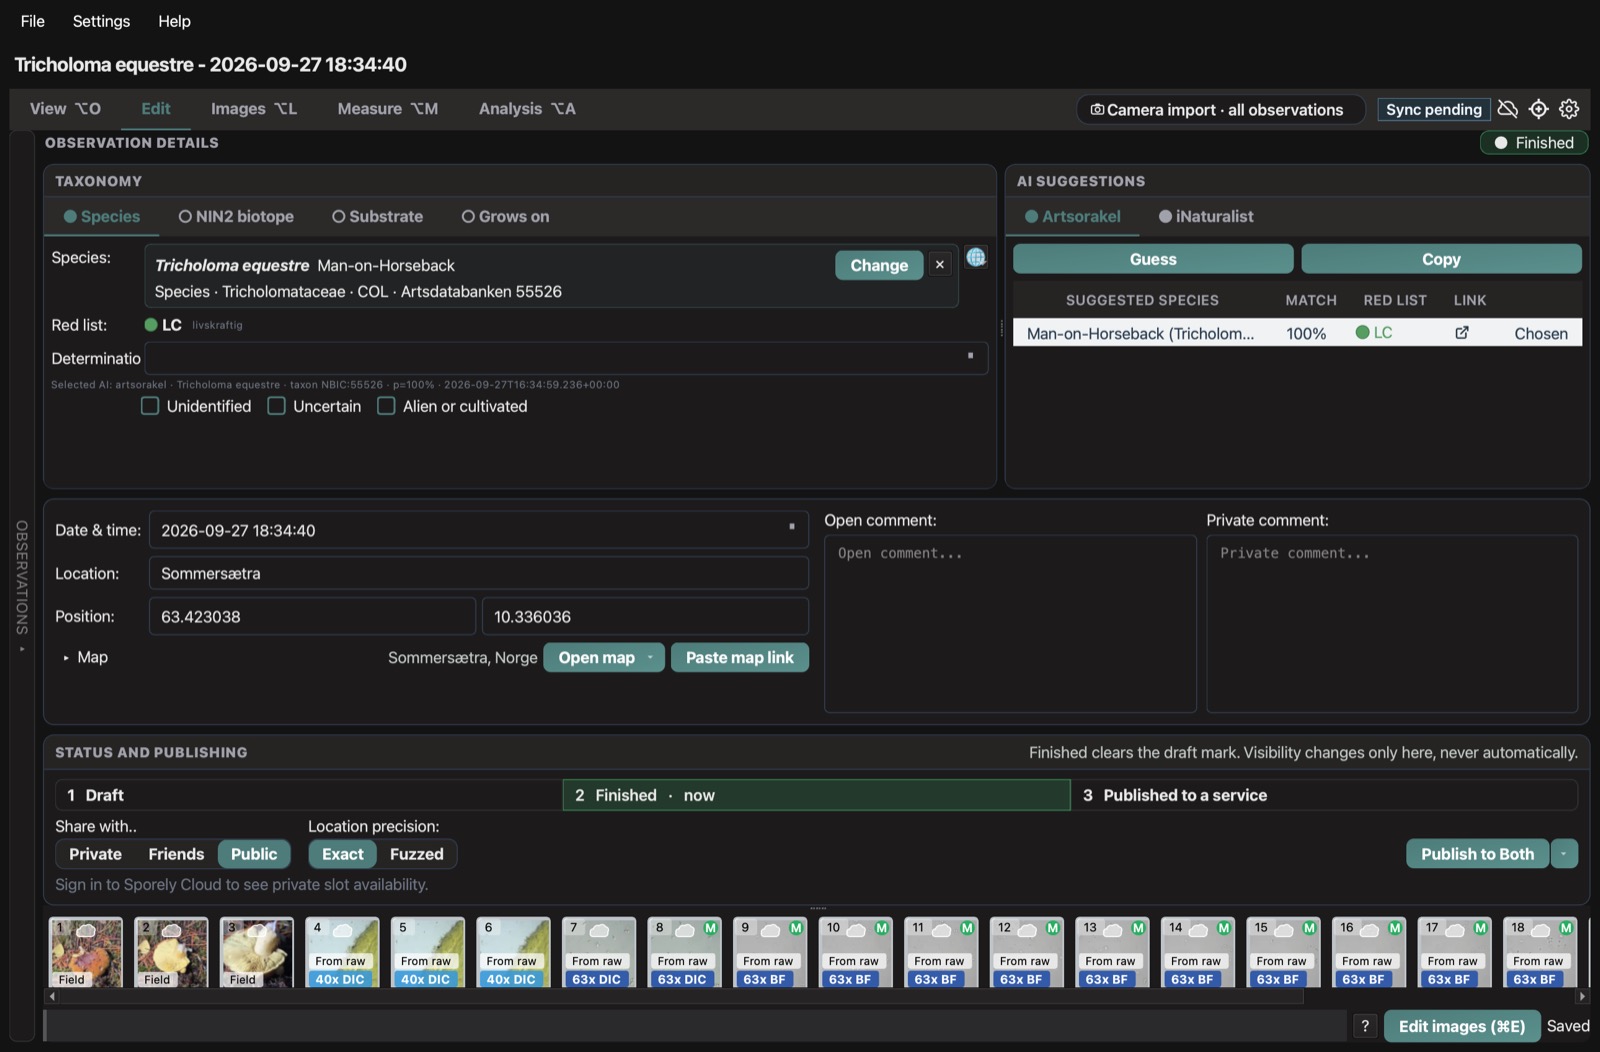 File Settings Help
Tricholoma equestre - 2026-09-27 18:34:40
View ⌥O Edit Images ⌥L Measure ⌥M Analysis ⌥A Camera import · all observations Sync pending
OBSERVATION DETAILS Finished
TAXONOMY
Species NIN2 biotope Substrate Grows on
Species: Tricholoma equestre Man-on-Horseback Change ×
Species · Tricholomataceae · COL · Artsdatabanken 55526
Red list: LC livskraftig
Determinatio
Selected AI: artsorakel · Tricholoma equestre · taxon NBIC:55526 · p=100% · 2026-09-27T16:34:59.236+00:00
Unidentified Uncertain Alien or cultivated
AI SUGGESTIONS
Artsorakel iNaturalist
Guess Copy
SUGGESTED SPECIES MATCH RED LIST LINK
Man-on-Horseback (Tricholom... 100% LC Chosen
OBSERVATIONS
Date & time: 2026-09-27 18:34:40
Location: Sommersætra
Position: 63.423038 10.336036
Map Sommersætra, Norge Open map Paste map link
Open comment:
Open comment...
Private comment:
Private comment...
STATUS AND PUBLISHING Finished clears the draft mark. Visibility changes only here, never automatically.
1 Draft 2 Finished · now 3 Published to a service
Share with.. Location precision:
Private Friends Public Exact Fuzzed Publish to Both
Sign in to Sporely Cloud to see private slot availability.
1 2 3 4 5 6 7 8 M 9 M 10 M 11 M 12 M 13 M 14 M 15 M 16 M 17 M 18 M
From raw From raw From raw From raw From raw From raw From raw From raw From raw From raw From raw From raw From raw From raw From raw
Field Field Field 40x DIC 40x DIC 40x DIC 63x DIC 63x DIC 63x BF 63x BF 63x BF 63x BF 63x BF 63x BF 63x BF 63x BF 63x BF 63x BF
? Edit images (⌘E) Saved